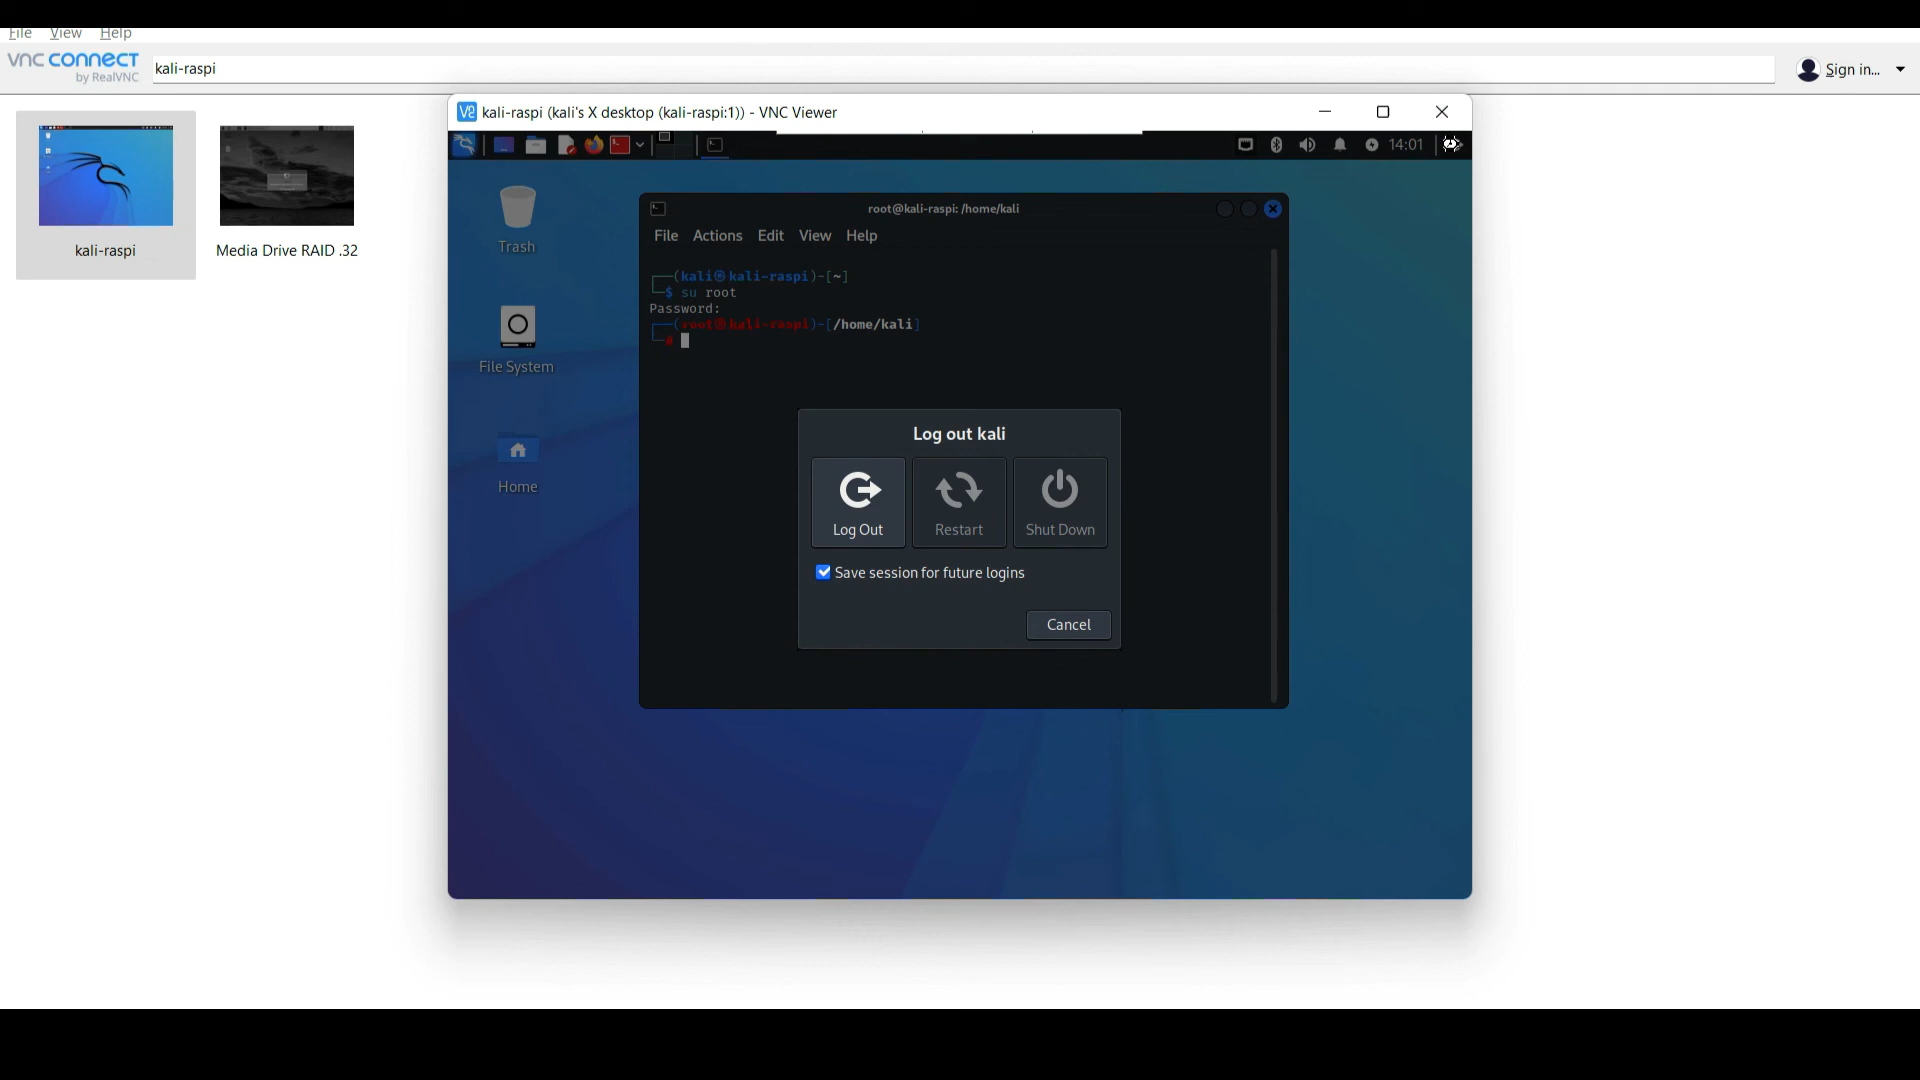 File View Help
vnc connect
by RealVNC
kali-raspi
Sign in...
kali-raspi
Media Drive RAID .32
V2 kali-raspi (kali's X desktop (kali-raspi:1)) - VNC Viewer
14:01
Trash
File System
Home
root@kali-raspi: /home/kali
File Actions Edit View Help
(kali㉿kali-raspi)-[~]
$ su root
Password:
(root㉿kali-raspi)-[/home/kali]
#
Log out kali
Log Out Restart Shut Down
Save session for future logins
Cancel